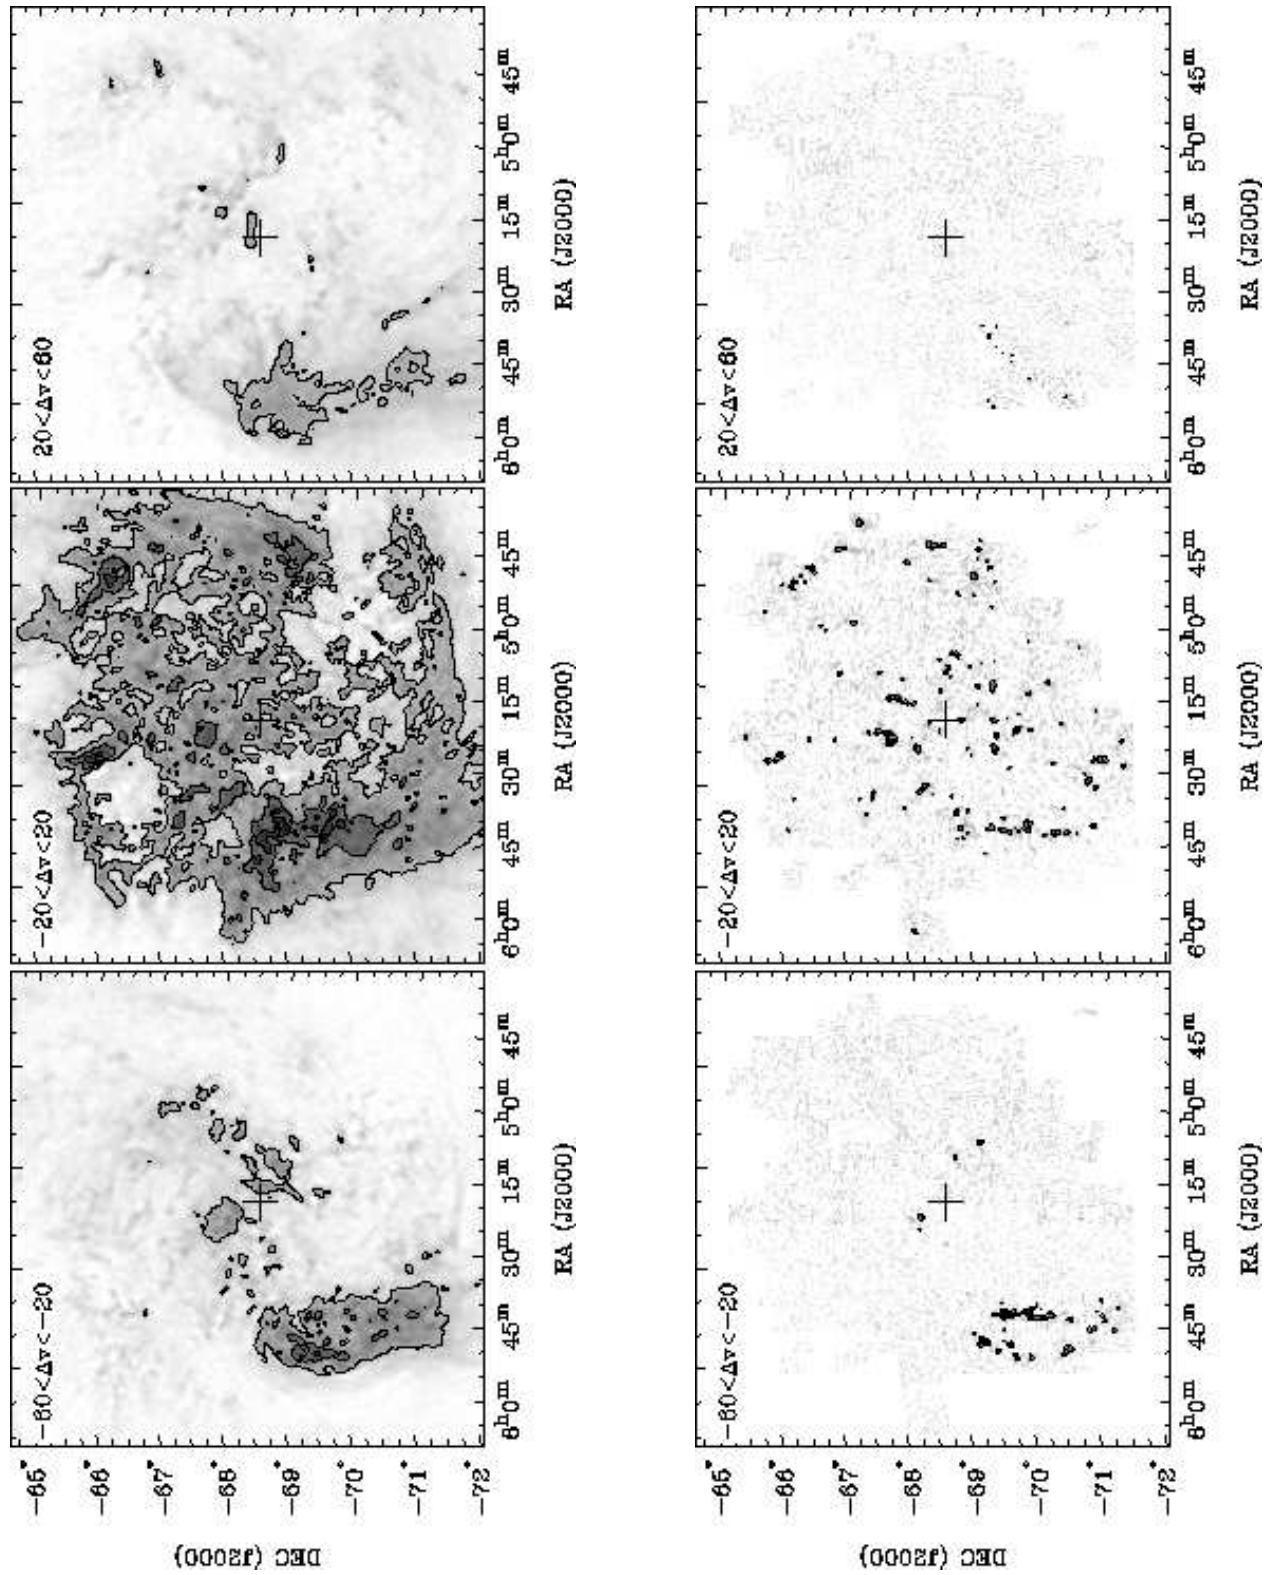 DEC (J2000)
-65°
-66°
-67°
-68°
-69°
-70°
-71°
-72°
-60<Δv<-20
-20<Δv<20
20<Δv<60
6ʰ0ᵐ 45ᵐ 30ᵐ 15ᵐ 5ʰ0ᵐ 45ᵐ
6ʰ0ᵐ 45ᵐ 30ᵐ 15ᵐ 5ʰ0ᵐ 45ᵐ
6ʰ0ᵐ 45ᵐ 30ᵐ 15ᵐ 5ʰ0ᵐ 45ᵐ
RA (J2000)
RA (J2000)
RA (J2000)
DEC (J2000)
-65°
-66°
-67°
-68°
-69°
-70°
-71°
-72°
-60<Δv<-20
-20<Δv<20
20<Δv<60
6ʰ0ᵐ 45ᵐ 30ᵐ 15ᵐ 5ʰ0ᵐ 45ᵐ
6ʰ0ᵐ 45ᵐ 30ᵐ 15ᵐ 5ʰ0ᵐ 45ᵐ
6ʰ0ᵐ 45ᵐ 30ᵐ 15ᵐ 5ʰ0ᵐ 45ᵐ
RA (J2000)
RA (J2000)
RA (J2000)